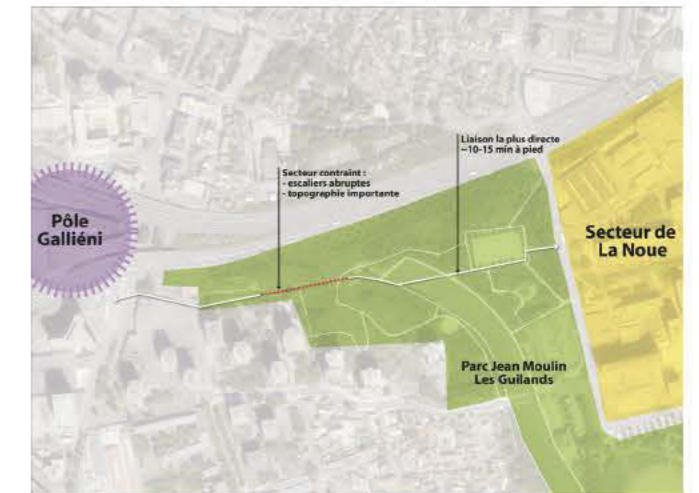 Liaison la plus directe
~10-15 min à pied
Secteur contraint :
- escaliers abruptes
- topographie importante
Pôle
Galliéni
Secteur de
La Noue
Parc Jean Moulin
Les Guilands